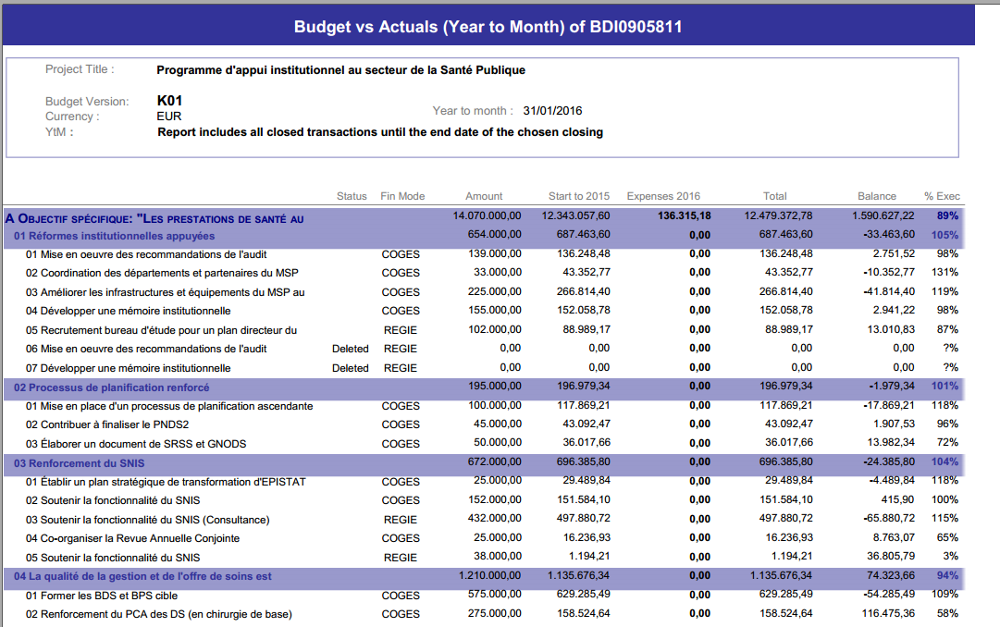 Budget vs Actuals (Year to Month) of BDI0905811
Project Title : Programme d'appui institutionnel au secteur de la Santé Publique
Budget Version: K01
Currency : EUR Year to month : 31/01/2016
YtM : Report includes all closed transactions until the end date of the chosen closing
Status Fin Mode Amount Start to 2015 Expenses 2016 Total Balance % Exec
A OBJECTIF SPÉCIFIQUE: "LES PRESTATIONS DE SANTÉ AU 14.070.000,00 12.343.057,60 136.315,18 12.479.372,78 1.590.627,22 89%
01 Réformes institutionnelles appuyées 654.000,00 687.463,60 0,00 687.463,60 -33.463,60 105%
01 Mise en oeuvre des recommandations de l'audit COGES 139.000,00 136.248,48 0,00 136.248,48 2.751,52 98%
02 Coordination des départements et partenaires du MSP COGES 33.000,00 43.352,77 0,00 43.352,77 -10.352,77 131%
03 Améliorer les infrastructures et équipements du MSP au COGES 225.000,00 266.814,40 0,00 266.814,40 -41.814,40 119%
04 Développer une mémoire institutionnelle COGES 155.000,00 152.058,78 0,00 152.058,78 2.941,22 98%
05 Recrutement bureau d'étude pour un plan directeur du REGIE 102.000,00 88.989,17 0,00 88.989,17 13.010,83 87%
06 Mise en oeuvre des recommandations de l'audit Deleted REGIE 0,00 0,00 0,00 0,00 0,00 ?%
07 Développer une mémoire institutionnelle Deleted REGIE 0,00 0,00 0,00 0,00 0,00 ?%
02 Processus de planification renforcé 195.000,00 196.979,34 0,00 196.979,34 -1.979,34 101%
01 Mise en place d'un processus de planification ascendante COGES 100.000,00 117.869,21 0,00 117.869,21 -17.869,21 118%
02 Contribuer à finaliser le PNDS2 COGES 45.000,00 43.092,47 0,00 43.092,47 1.907,53 96%
03 Élaborer un document de SRSS et GNODS COGES 50.000,00 36.017,66 0,00 36.017,66 13.982,34 72%
03 Renforcement du SNIS 672.000,00 696.385,80 0,00 696.385,80 -24.385,80 104%
01 Établir un plan stratégique de transformation d'EPISTAT COGES 25.000,00 29.489,84 0,00 29.489,84 -4.489,84 118%
02 Soutenir la fonctionnalité du SNIS COGES 152.000,00 151.584,10 0,00 151.584,10 415,90 100%
03 Soutenir la fonctionnalité du SNIS (Consultance) REGIE 432.000,00 497.880,72 0,00 497.880,72 -65.880,72 115%
04 Co-organiser la Revue Annuelle Conjointe COGES 25.000,00 16.236,93 0,00 16.236,93 8.763,07 65%
05 Soutenir la fonctionnalité du SNIS REGIE 38.000,00 1.194,21 0,00 1.194,21 36.805,79 3%
04 La qualité de la gestion et de l'offre de soins est 1.210.000,00 1.135.676,34 0,00 1.135.676,34 74.323,66 94%
01 Former les BDS et BPS cible COGES 575.000,00 629.285,49 0,00 629.285,49 -54.285,49 109%
02 Renforcement du PCA des DS (en chirurgie de base) COGES 275.000,00 158.524,64 0,00 158.524,64 116.475,36 58%